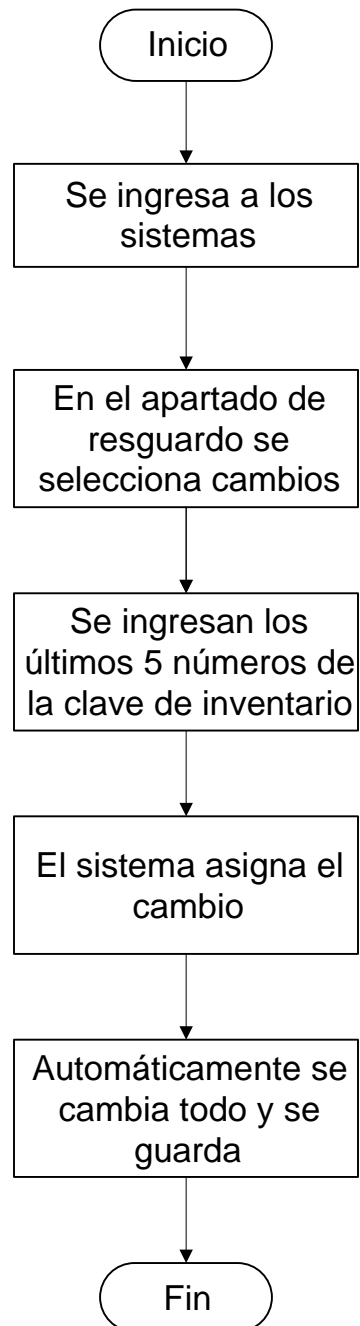 Inicio
Se ingresa a los
sistemas
En el apartado de
resguardo se
selecciona cambios
Se ingresan los
últimos 5 números de
la clave de inventario
El sistema asigna el
cambio
Automáticamente se
cambia todo y se
guarda
Fin